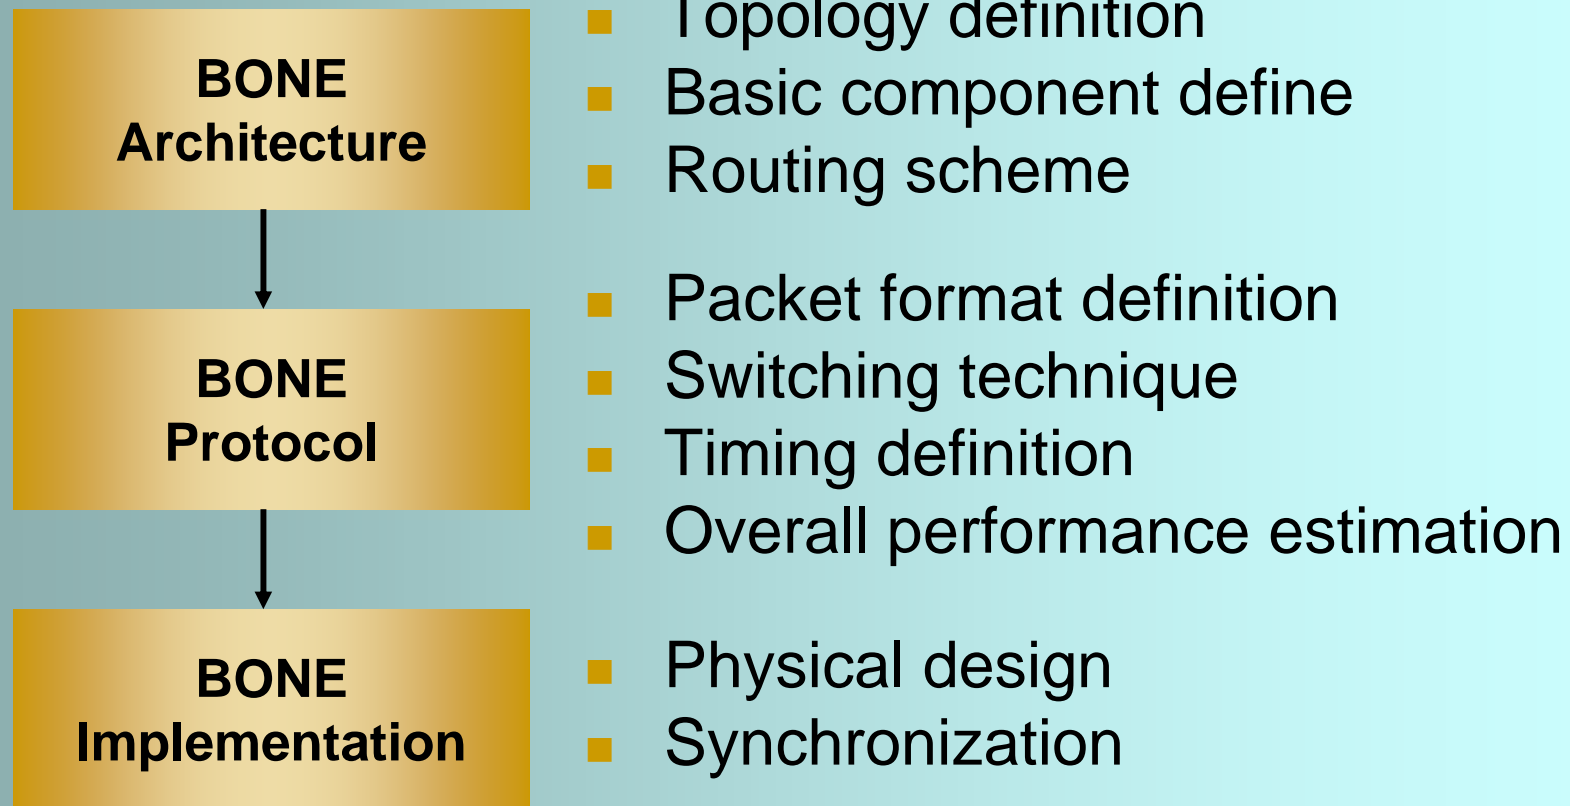 BONE
Architecture
Topology definition
Basic component define
Routing scheme
BONE
Protocol
Packet format definition
Switching technique
Timing definition
Overall performance estimation
BONE
Implementation
Physical design
Synchronization